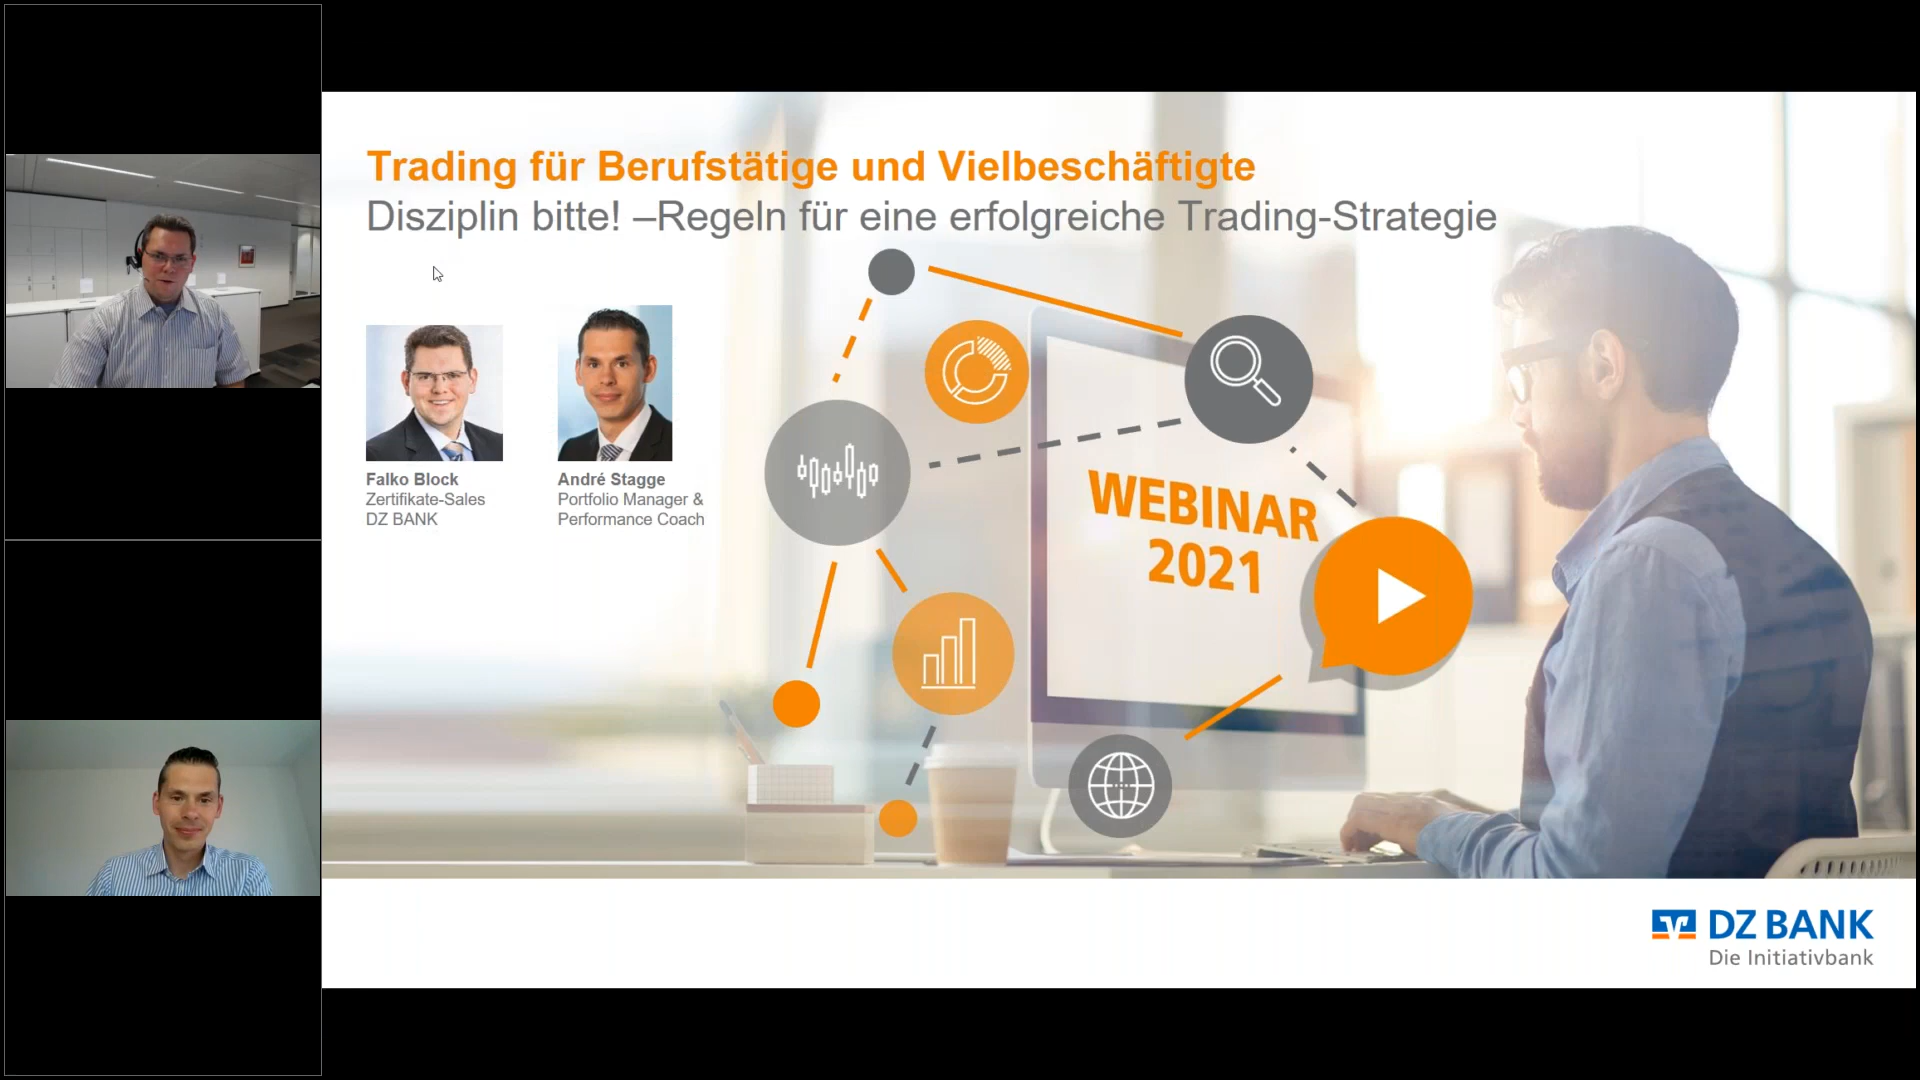 Trading für Berufstätige und Vielbeschäftigte
Disziplin bitte! –Regeln für eine erfolgreiche Trading-Strategie
Falko Block
Zertifikate-Sales
DZ BANK
André Stagge
Portfolio Manager &
Performance Coach
WEBINAR
2021
DZ BANK
Die Initiativbank